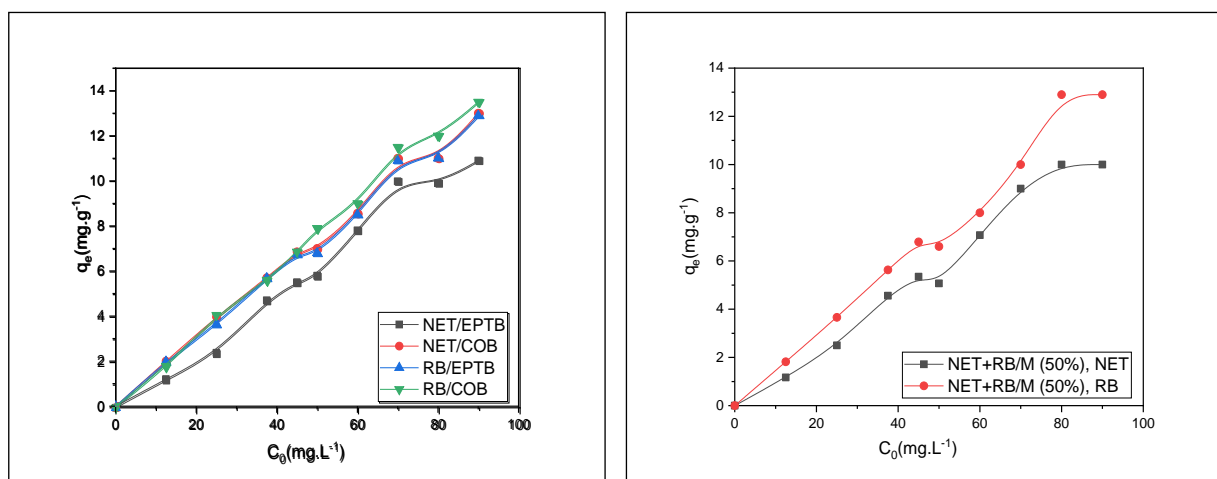 14
12
10
8
6
4
2
0
qe(mg.g-1)
0
20
40
60
80
100
C0(mg.L-1)
NET/EPTB
NET/COB
RB/EPTB
RB/COB
14
12
10
8
6
4
2
0
qe(mg.g-1)
0
20
40
60
80
100
C0(mg.L-1)
NET+RB/M (50%), NET
NET+RB/M (50%), RB